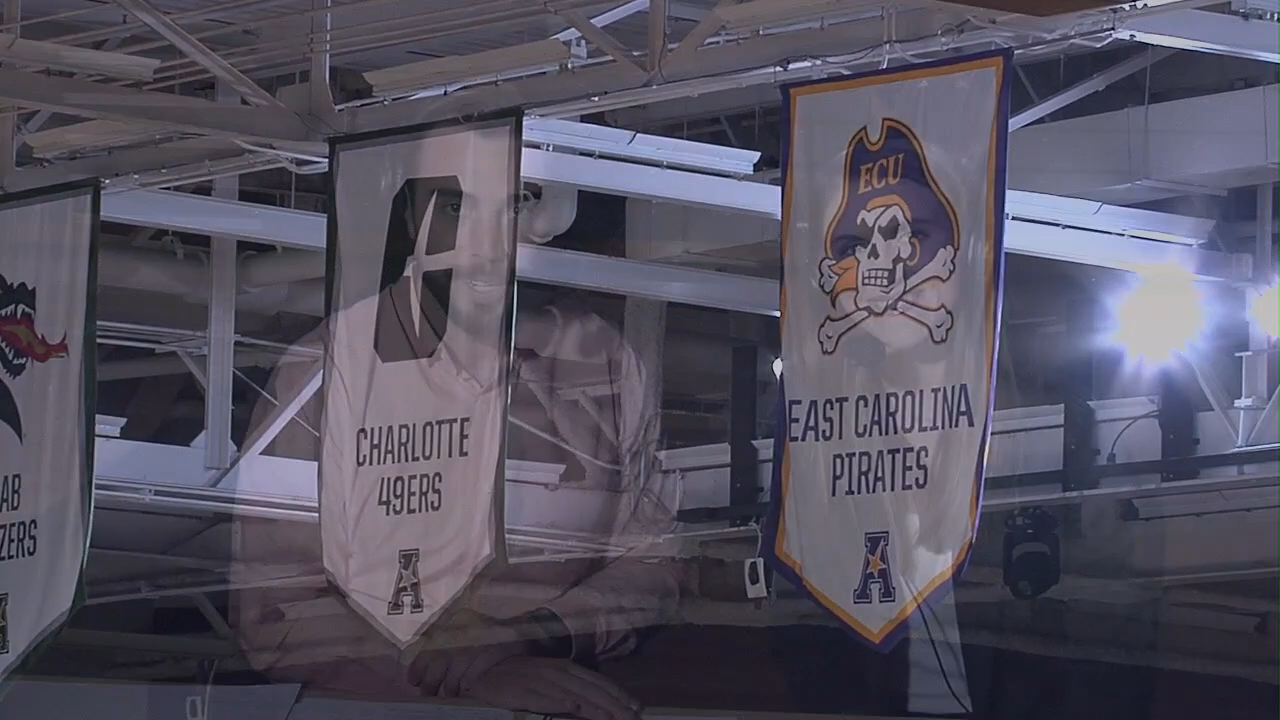 AB
ZERS
CHARLOTTE
49ERS
A
ECU
EAST CAROLINA
PIRATES
A